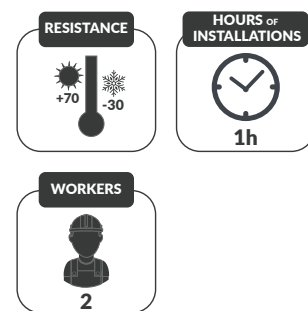 RESISTANCE
+70
-30
HOURS OF
INSTALLATIONS
1h
WORKERS
2